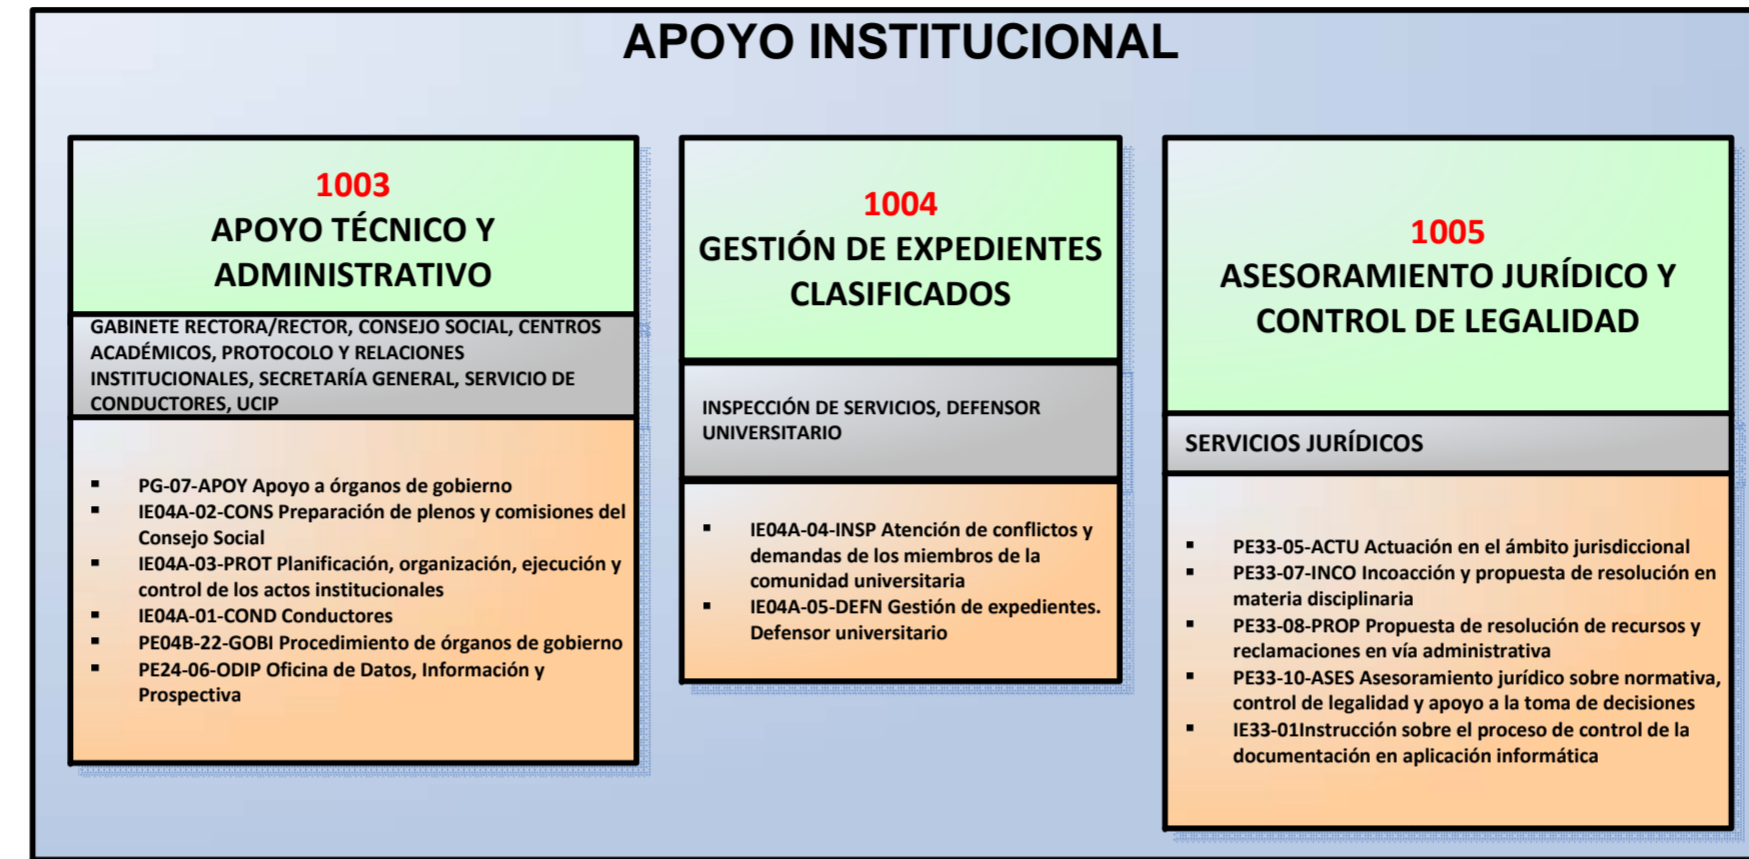 APOYO INSTITUCIONAL
1003
APOYO TÉCNICO Y
ADMINISTRATIVO
GABINETE RECTORA/RECTOR, CONSEJO SOCIAL, CENTROS
ACADÉMICOS, PROTOCOLO Y RELACIONES
INSTITUCIONALES, SECRETARÍA GENERAL, SERVICIO DE
CONDUCTORES, UCIP
▪ PG-07-APOY Apoyo a órganos de gobierno
▪ IE04A-02-CONS Preparación de plenos y comisiones del
Consejo Social
▪ IE04A-03-PROT Planificación, organización, ejecución y
control de los actos institucionales
▪ IE04A-01-COND Conductores
▪ PE04B-22-GOBI Procedimiento de órganos de gobierno
▪ PE24-06-ODIP Oficina de Datos, Información y
Prospectiva
1004
GESTIÓN DE EXPEDIENTES
CLASIFICADOS
INSPECCIÓN DE SERVICIOS, DEFENSOR
UNIVERSITARIO
▪ IE04A-04-INSP Atención de conflictos y
demandas de los miembros de la
comunidad universitaria
▪ IE04A-05-DEFN Gestión de expedientes.
Defensor universitario
1005
ASESORAMIENTO JURÍDICO Y
CONTROL DE LEGALIDAD
SERVICIOS JURÍDICOS
▪ PE33-05-ACTU Actuación en el ámbito jurisdiccional
▪ PE33-07-INCO Incoacción y propuesta de resolución en
materia disciplinaria
▪ PE33-08-PROP Propuesta de resolución de recursos y
reclamaciones en vía administrativa
▪ PE33-10-ASES Asesoramiento jurídico sobre normativa,
control de legalidad y apoyo a la toma de decisiones
▪ IE33-01Instrucción sobre el proceso de control de la
documentación en aplicación informática